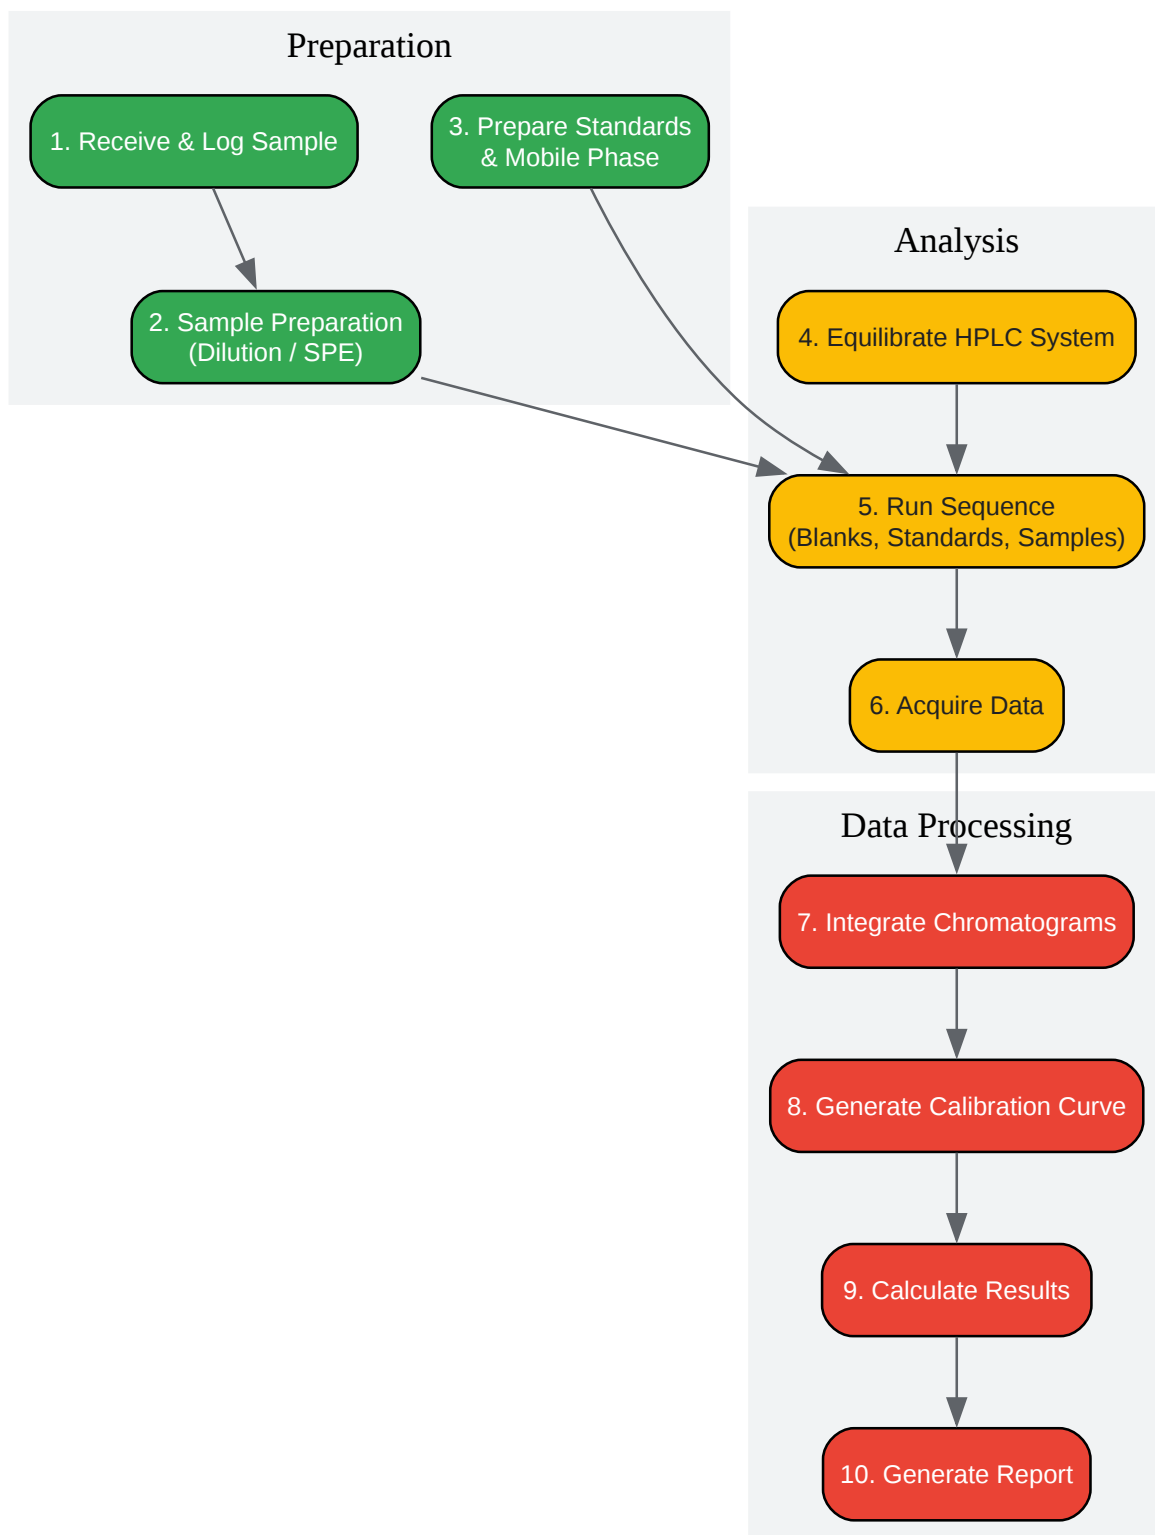 Preparation
1. Receive & Log Sample
3. Prepare Standards
& Mobile Phase
2. Sample Preparation
(Dilution / SPE)
Analysis
4. Equilibrate HPLC System
5. Run Sequence
(Blanks, Standards, Samples)
6. Acquire Data
Data Processing
7. Integrate Chromatograms
8. Generate Calibration Curve
9. Calculate Results
10. Generate Report